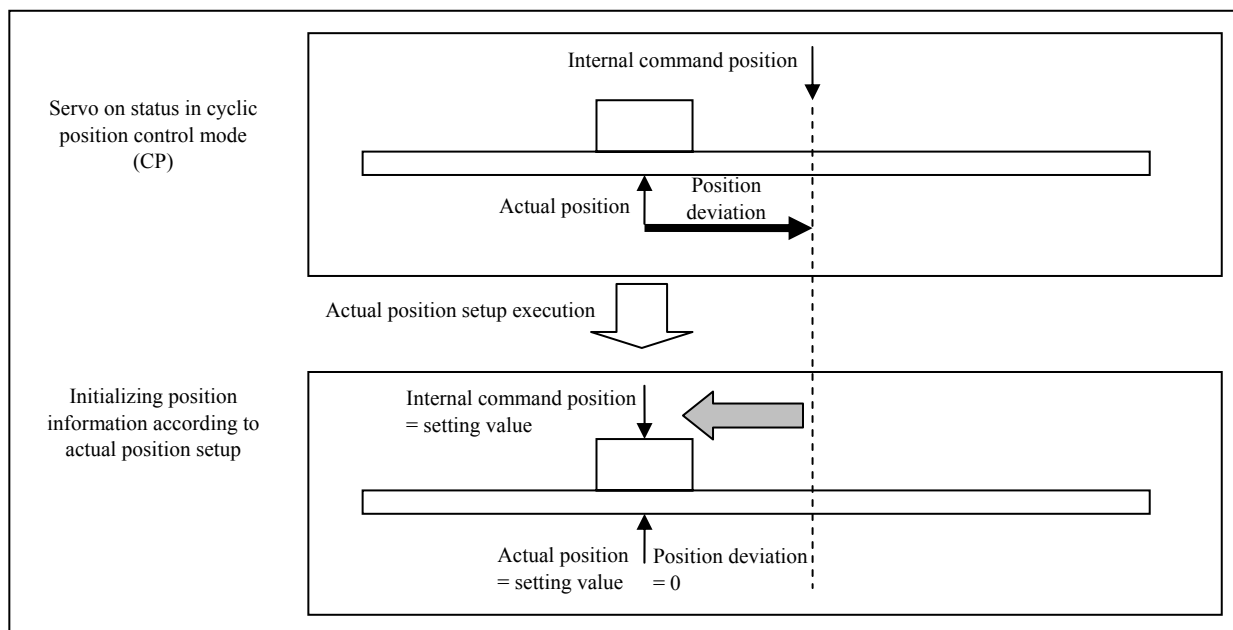 Internal command position
Servo on status in cyclic
position control mode
(CP)
Actual position
Position
deviation
Actual position setup execution
Initializing position
information according to
actual position setup
Internal command position
= setting value
Actual position
= setting value
Position deviation
= 0